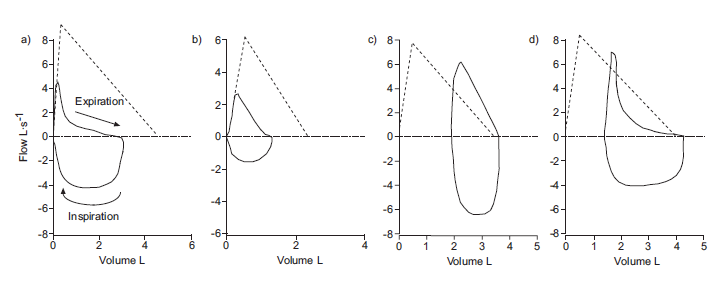 a) b) c) d)
8 6 4 2 0 -2 -4 -6 -8
6 4 2 0 -2 -4 -6
8 6 4 2 0 -2 -4 -6 -8
8 6 4 2 0 -2 -4 -6 -8
Flow L·s-1
Expiration
Inspiration
0 2 4 6
0 2 4
0 1 2 3 4 5
0 1 2 3 4 5
Volume L Volume L Volume L Volume L